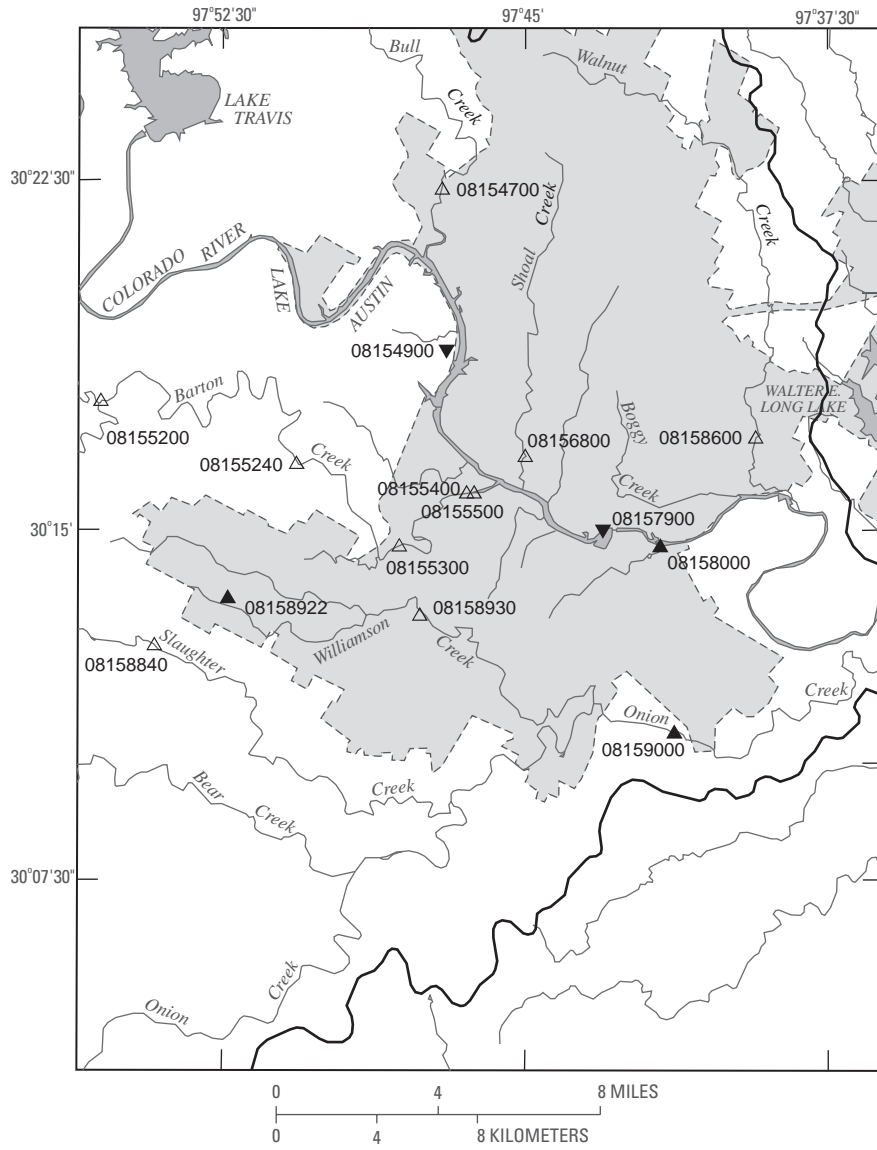 97°52'30"
97°45'
97°37'30"
Bull
Creek
Walnut
LAKE
TRAVIS
30°22'30"
08154700
Creek
Shoal
Creek
COLORADO RIVER
LAKE
AUSTIN
08154900
Barton
08155200
WALTER E.
LONG LAKE
Boggy
08156800
08158600
08155240
Creek
08155400
08155500
Creek
08157900
30°15'
08155300
08158000
08158922
08158930
Williamson
Creek
Slaughter
08158840
Creek
Onion
08159000
Bear
Creek
Creek
30°07'30"
Creek
Onion
0 4 8 MILES
0 4 8 KILOMETERS